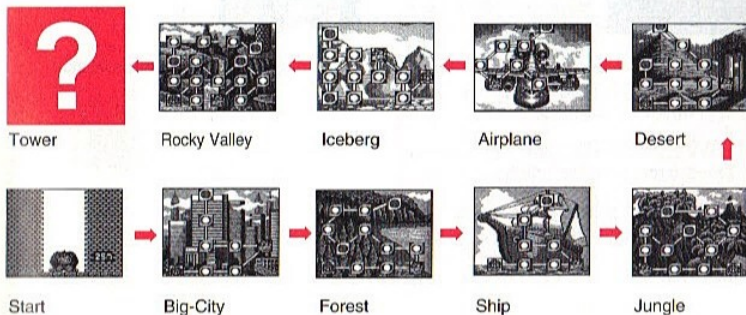 ?
Tower
Rocky Valley
Iceberg
Airplane
Desert
Start
Big-City
Forest
Ship
Jungle